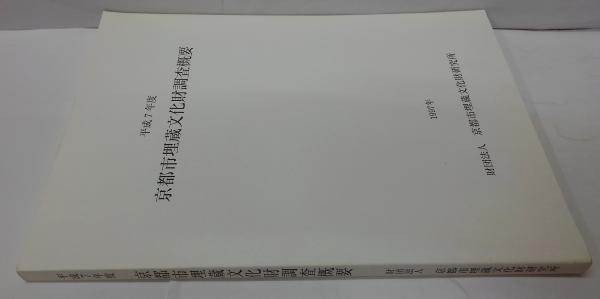 平成7年度
京都市埋蔵文化財調査概要
1997年
財団法人 京都市埋蔵文化財研究所
平成7年度 京都市埋蔵文化財調査概要 財団法人 京都市埋蔵文化財研究所